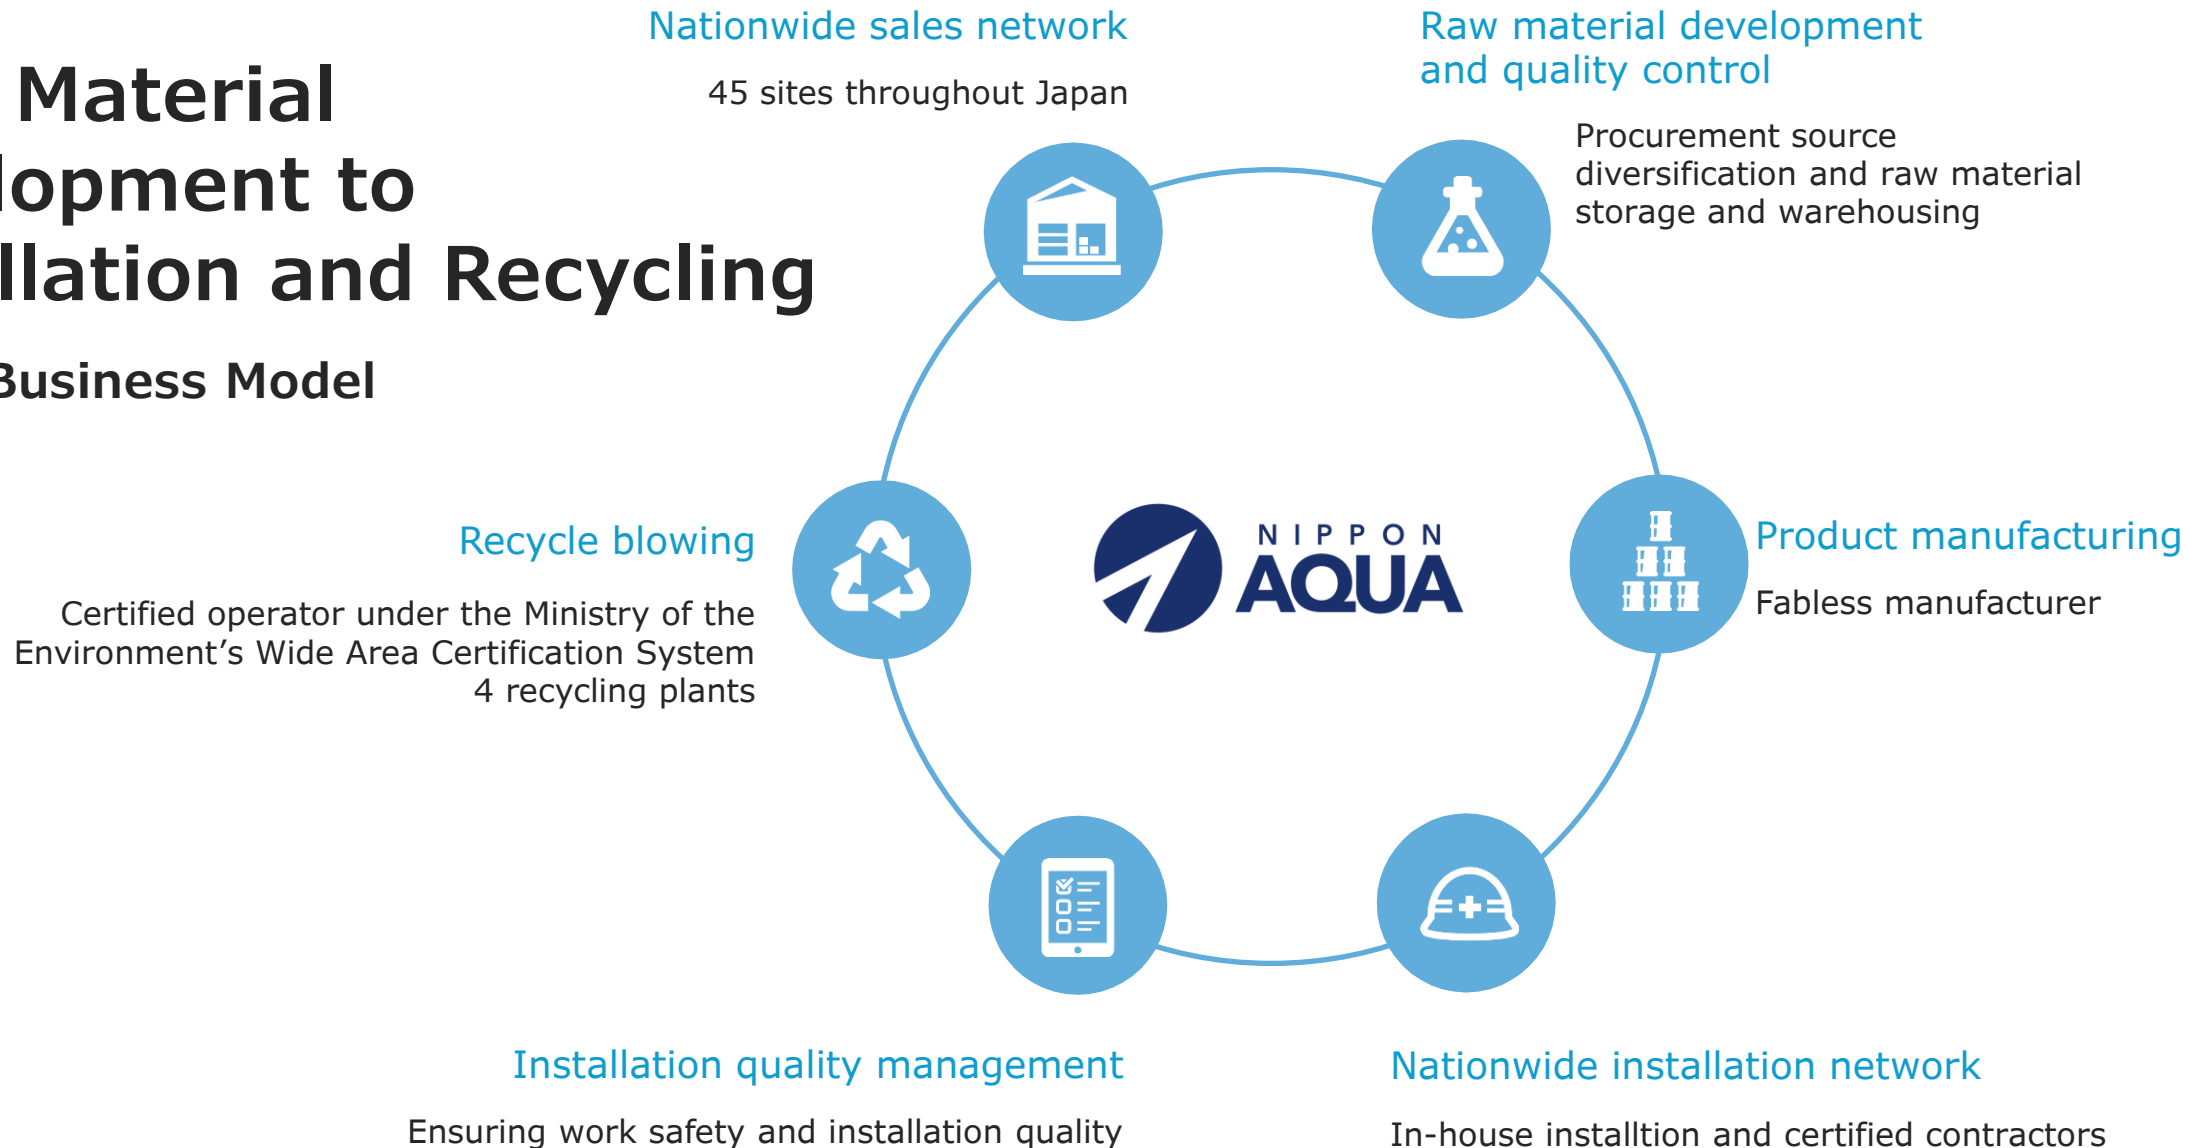 Material
lopment to
llation and Recycling
Business Model
Nationwide sales network
45 sites throughout Japan
Raw material development
and quality control
Procurement source
diversification and raw material
storage and warehousing
Product manufacturing
Fabless manufacturer
Nationwide installation network
In-house installtion and certified contractors
Installation quality management
Ensuring work safety and installation quality
Recycle blowing
Certified operator under the Ministry of the
Environment’s Wide Area Certification System
4 recycling plants
NIPPON
AQUA